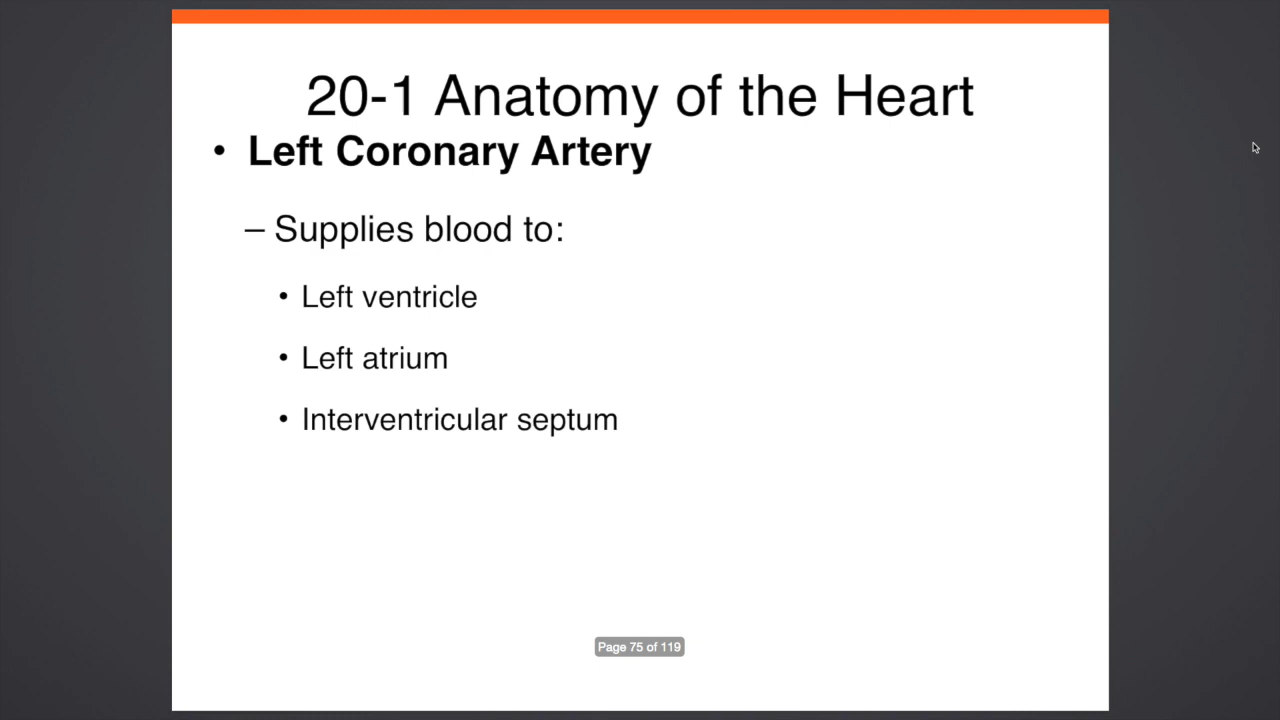 20-1 Anatomy of the Heart
• Left Coronary Artery
– Supplies blood to:
• Left ventricle
• Left atrium
• Interventricular septum
Page 75 of 119